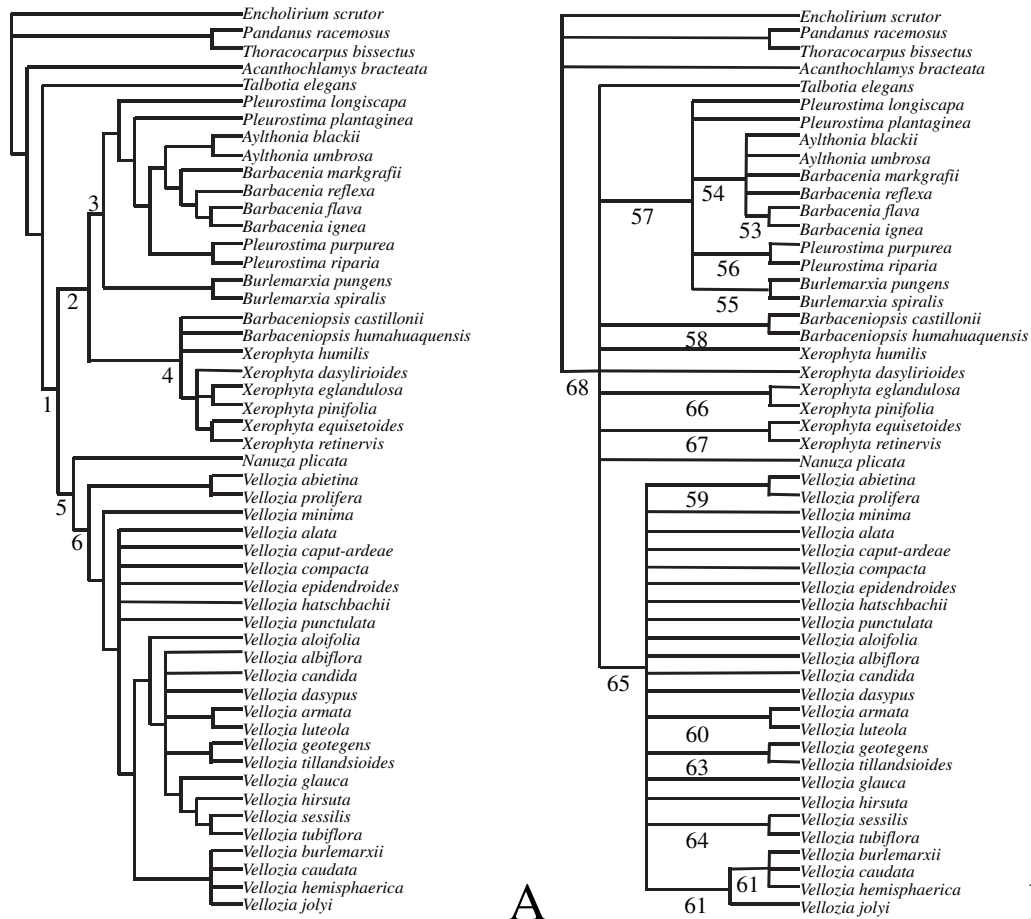 Encholirium scrutor
Pandanus racemosus
Thoracocarpus bissectus
Acanthochlamys bracteata
Talbotia elegans
Pleurostima longiscapa
Pleurostima plantaginea
Aylthonia blackii
Aylthonia umbrosa
Barbacenia markgrafii
Barbacenia reflexa
3
Barbacenia flava
Barbacenia ignea
Pleurostima purpurea
Pleurostima riparia
Burlemarxia pungens
2
Burlemarxia spiralis
Barbaceniopsis castillonii
Barbaceniopsis humahuaquensis
Xerophyta humilis
4
Xerophyta dasylirioides
Xerophyta eglandulosa
1
Xerophyta pinifolia
Xerophyta equisetoides
Xerophyta retinervis
Nanuza plicata
Vellozia abietina
5
Vellozia prolifera
Vellozia minima
6
Vellozia alata
Vellozia caput-ardeae
Vellozia compacta
Vellozia epidendroides
Vellozia hatschbachii
Vellozia punctulata
Vellozia aloifolia
Vellozia albiflora
Vellozia candida
Vellozia dasypus
Vellozia armata
Vellozia luteola
Vellozia geotegens
Vellozia tillandsioides
Vellozia glauca
Vellozia hirsuta
Vellozia sessilis
Vellozia tubiflora
Vellozia burlemarxii
Vellozia caudata
Vellozia hemisphaerica
Vellozia jolyi
A
Encholirium scrutor
Pandanus racemosus
Thoracocarpus bissectus
Acanthochlamys bracteata
Talbotia elegans
Pleurostima longiscapa
Pleurostima plantaginea
Aylthonia blackii
Aylthonia umbrosa
Barbacenia markgrafii
54
Barbacenia reflexa
57
Barbacenia flava
53
Barbacenia ignea
Pleurostima purpurea
56
Pleurostima riparia
Burlemarxia pungens
55
Burlemarxia spiralis
Barbaceniopsis castillonii
58
Barbaceniopsis humahuaquensis
Xerophyta humilis
68
Xerophyta dasylirioides
Xerophyta eglandulosa
66
Xerophyta pinifolia
Xerophyta equisetoides
67
Xerophyta retinervis
Nanuza plicata
Vellozia abietina
59
Vellozia prolifera
Vellozia minima
Vellozia alata
Vellozia caput-ardeae
Vellozia compacta
Vellozia epidendroides
Vellozia hatschbachii
Vellozia punctulata
Vellozia aloifolia
Vellozia albiflora
65
Vellozia candida
Vellozia dasypus
Vellozia armata
60
Vellozia luteola
Vellozia geotegens
63
Vellozia tillandsioides
Vellozia glauca
Vellozia hirsuta
Vellozia sessilis
64
Vellozia tubiflora
Vellozia burlemarxii
Vellozia caudata
61
Vellozia hemisphaerica
61
Vellozia jolyi